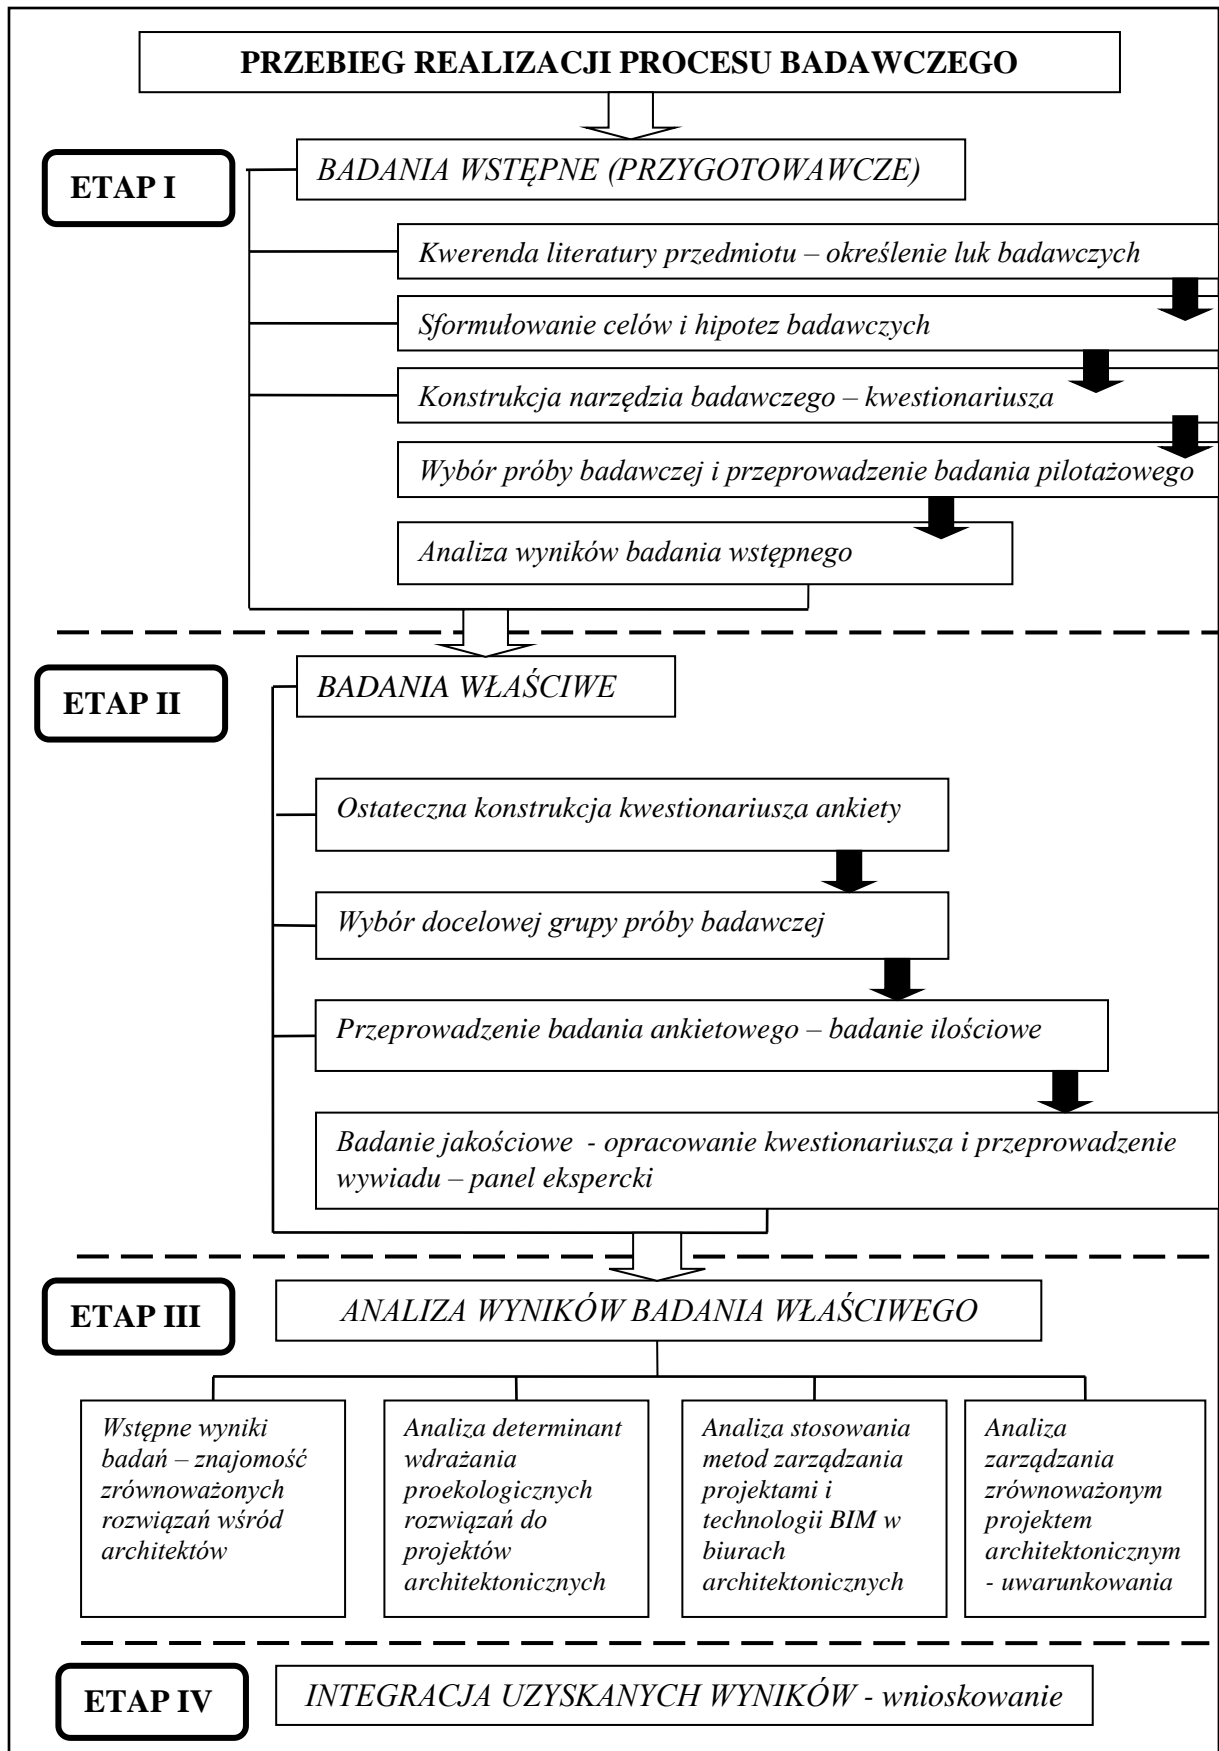 PRZEBIEG REALIZACJI PROCESU BADAWCZEGO
ETAP I
BADANIA WSTĘPNE (PRZYGOTOWAWCZE)
Kwerenda literatury przedmiotu – określenie luk badawczych
Sformułowanie celów i hipotez badawczych
Konstrukcja narzędzia badawczego – kwestionariusza
Wybór próby badawczej i przeprowadzenie badania pilotażowego
Analiza wyników badania wstępnego
ETAP II
BADANIA WŁAŚCIWE
Ostateczna konstrukcja kwestionariusza ankiety
Wybór docelowej grupy próby badawczej
Przeprowadzenie badania ankietowego – badanie ilościowe
Badanie jakościowe - opracowanie kwestionariusza i przeprowadzenie
wywiadu – panel ekspercki
ETAP III
ANALIZA WYNIKÓW BADANIA WŁAŚCIWEGO
Wstępne wyniki
badań – znajomość
zrównoważonych
rozwiązań wśród
architektów
Analiza determinant
wdrażania
proekologicznych
rozwiązań do
projektów
architektonicznych
Analiza stosowania
metod zarządzania
projektami i
technologii BIM w
biurach
architektonicznych
Analiza
zarządzania
zrównoważonym
projektem
architektonicznym
- uwarunkowania
ETAP IV
INTEGRACJA UZYSKANYCH WYNIKÓW - wnioskowanie